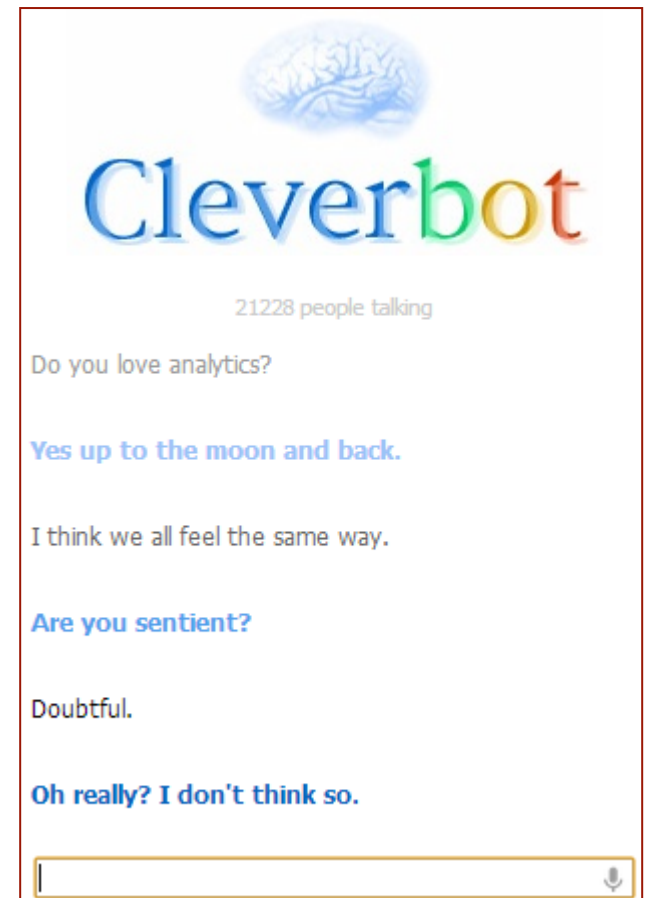 Cleverbot
21228 people talking
Do you love analytics?
Yes up to the moon and back.
I think we all feel the same way.
Are you sentient?
Doubtful.
Oh really? I don't think so.